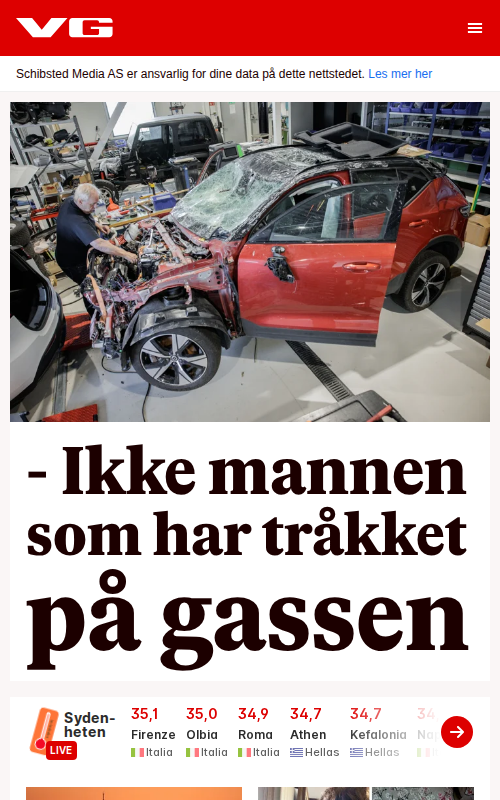 VG
Schibsted Media AS er ansvarlig for dine data på dette nettstedet. Les mer her
- Ikke mannen
som har tråkket
på gassen
Syden-
heten
LIVE
35,1
Firenze
Italia
35,0
Olbia
Italia
34,9
Roma
Italia
34,7
Athen
Hellas
34,7
Kefalonia
Hellas
34